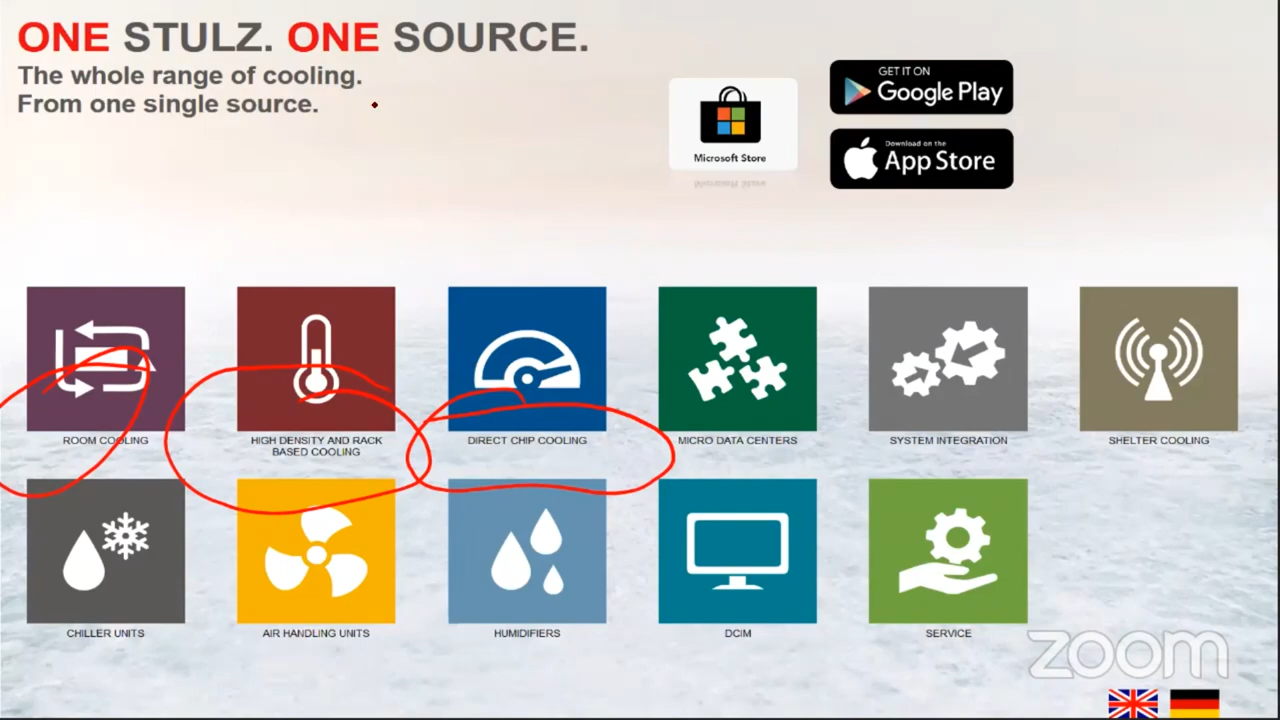 ONE STULZ. ONE SOURCE.
The whole range of cooling.
From one single source.
Microsoft Store
GET IT ON
Google Play
Download on the
App Store
ROOM COOLING
HIGH DENSITY AND RACK
BASED COOLING
DIRECT CHIP COOLING
MICRO DATA CENTERS
SYSTEM INTEGRATION
SHELTER COOLING
CHILLER UNITS
AIR HANDLING UNITS
HUMIDIFIERS
DCIM
SERVICE
zoom